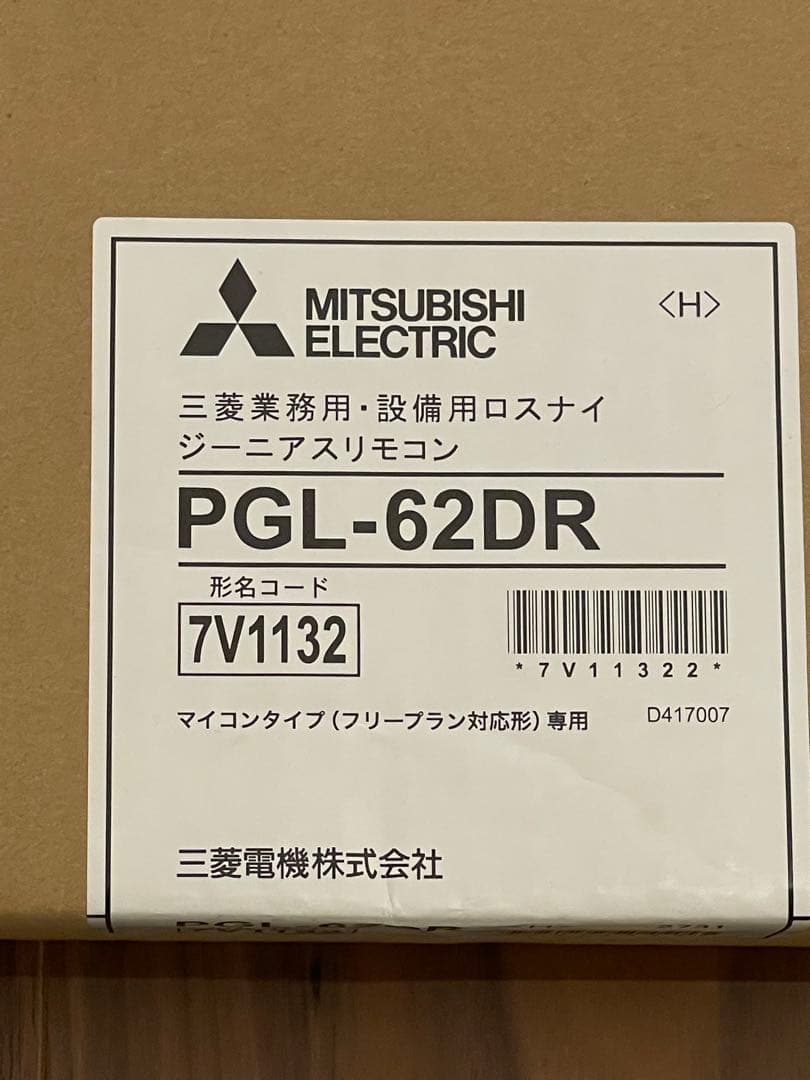 MITSUBISHI
ELECTRIC
〈H〉
三菱業務用・設備用ロスナイ
ジーニアスリモコン
PGL-62DR
形名コード
7V1132
*7V11322*
マイコンタイプ(フリープラン対応形)専用
D417007
三菱電機株式会社
PGL-62DR